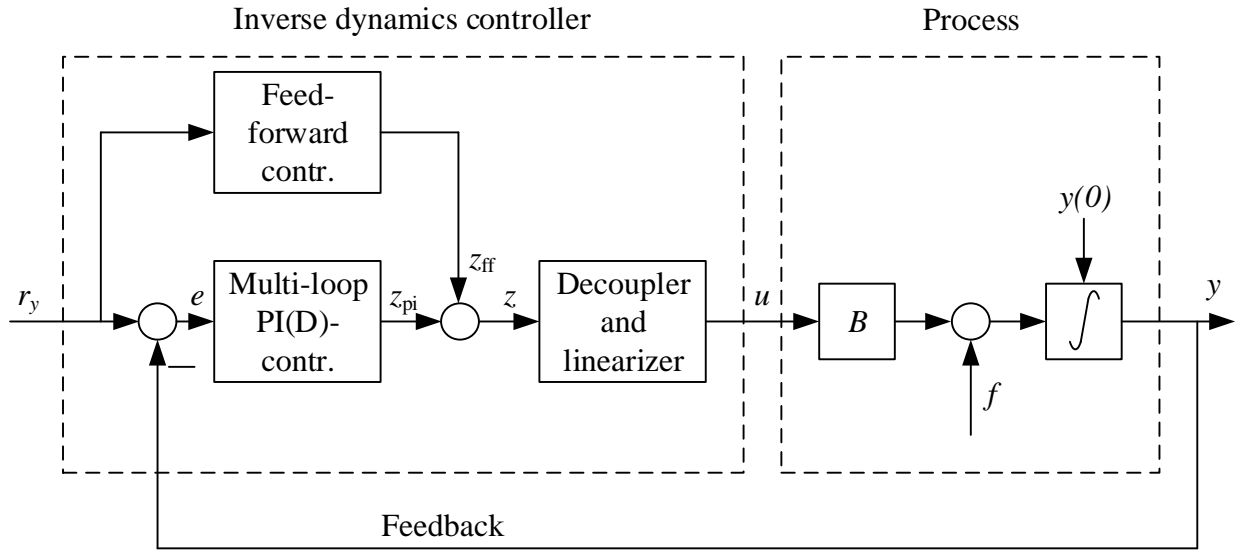 Inverse dynamics controller
Process
Feed-
forward
contr.
y(0)
r_y
e
Multi-loop
PI(D)-
contr.
z_pi
z_ff
z
Decoupler
and
linearizer
u
B
∫
y
f
Feedback